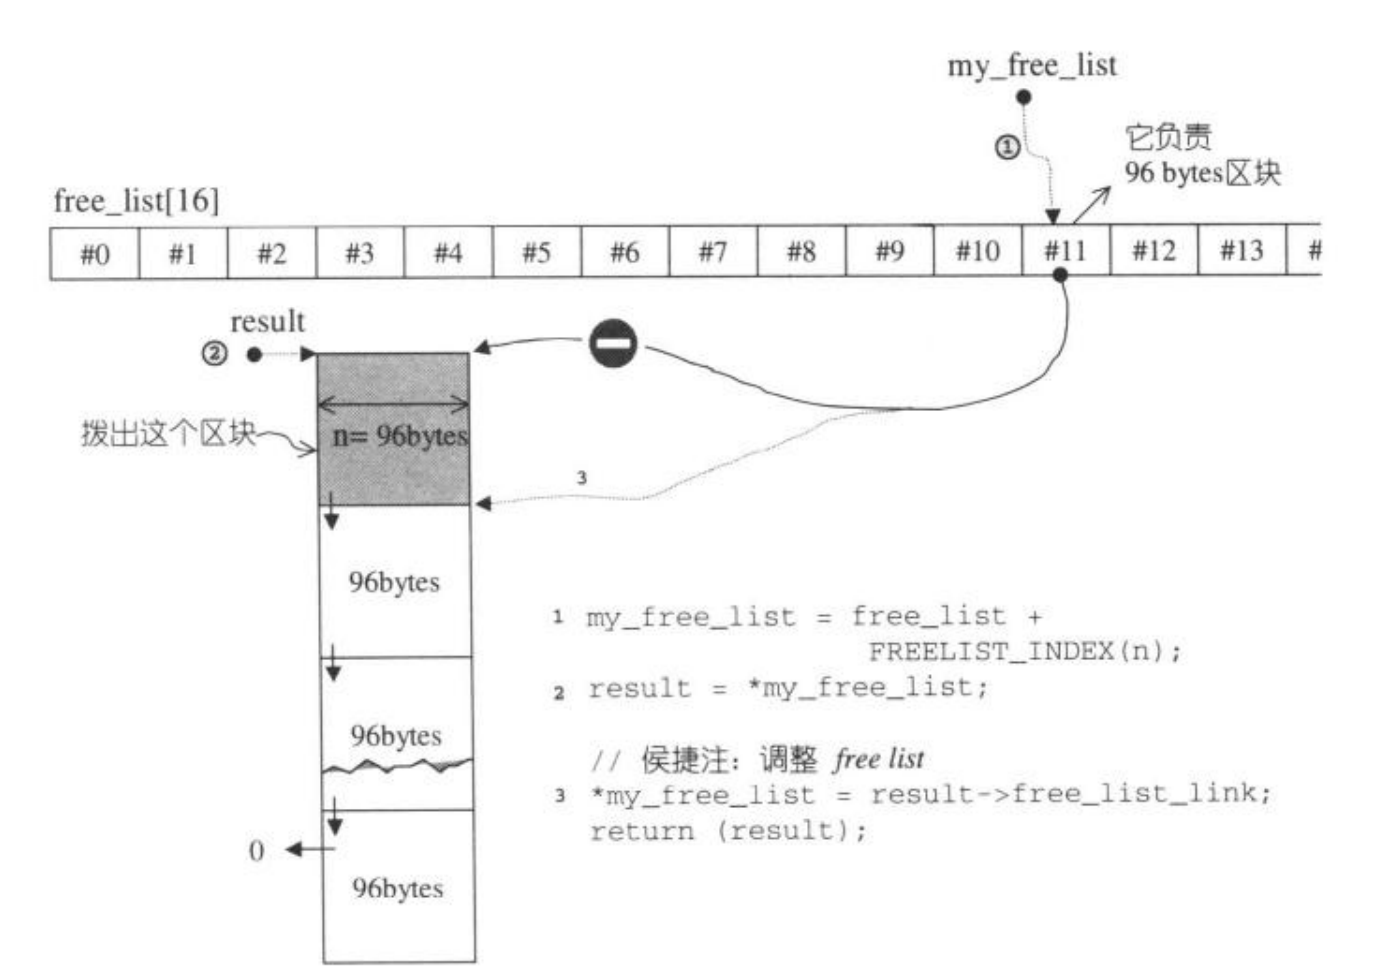 my_free_list
①
它负责
96 bytes区块
free_list[16]
#0 #1 #2 #3 #4 #5 #6 #7 #8 #9 #10 #11 #12 #13 #
result
②
拨出这个区块
n= 96bytes
3
96bytes
96bytes
0
96bytes
1 my_free_list = free_list +
FREELIST_INDEX(n);
2 result = *my_free_list;
// 侯捷注：调整 free list
3 *my_free_list = result->free_list_link;
return (result);